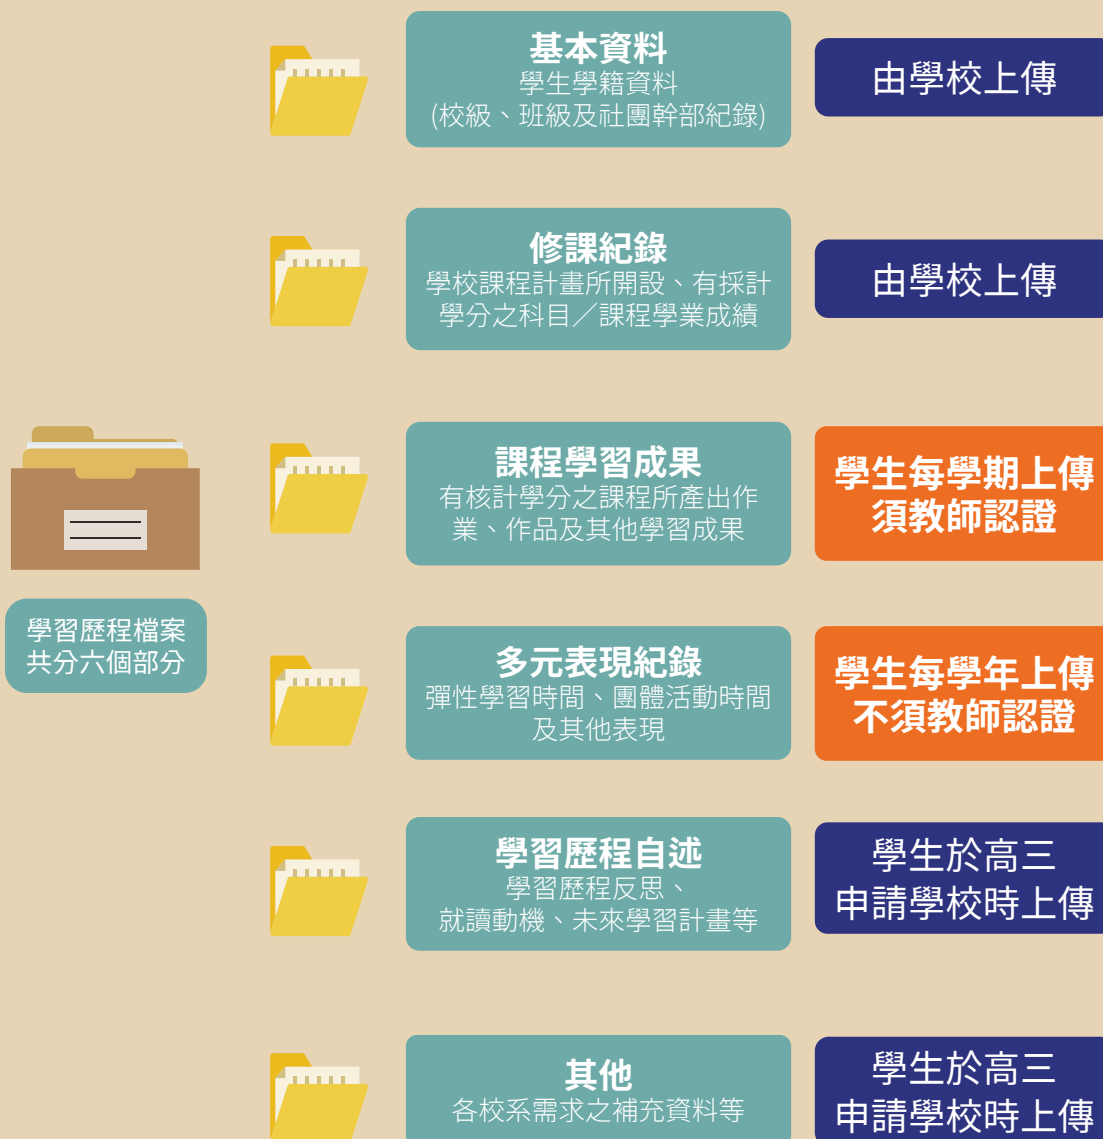 基本資料
學生學籍資料
(校級、班級及社團幹部紀錄)
由學校上傳
修課紀錄
學校課程計畫所開設、有採計
學分之科目／課程學業成績
由學校上傳
課程學習成果
有核計學分之課程所產出作
業、作品及其他學習成果
學生每學期上傳
須教師認證
學習歷程檔案
共分六個部分
多元表現紀錄
彈性學習時間、團體活動時間
及其他表現
學生每學年上傳
不須教師認證
學習歷程自述
學習歷程反思、
就讀動機、未來學習計畫等
學生於高三
申請學校時上傳
其他
各校系需求之補充資料等
學生於高三
申請學校時上傳